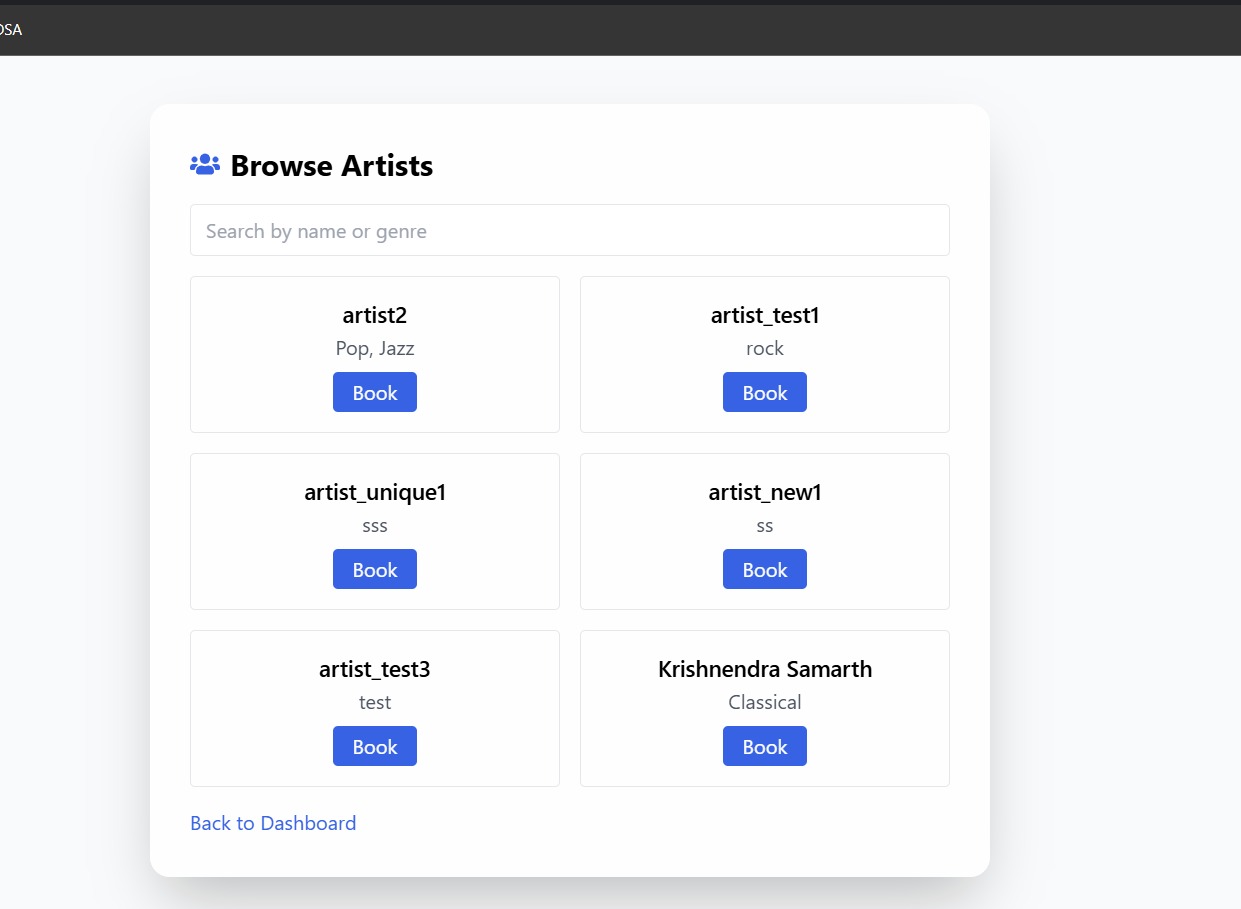 Browse Artists
Search by name or genre
artist2
Pop, Jazz
Book
artist_test1
rock
Book
artist_unique1
sss
Book
artist_new1
ss
Book
artist_test3
test
Book
Krishnendra Samarth
Classical
Book
Back to Dashboard